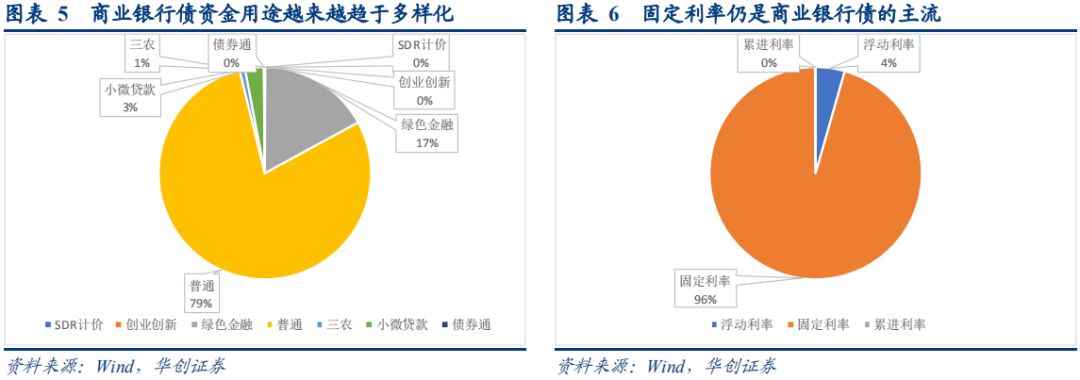 图表 5 商业银行债资金用途越来越趋于多样化
三农
1%
债券通
0%
SDR计价
0%
创业创新
0%
小微贷款
3%
绿色金融
17%
普通
79%
SDR计价 创业创新 绿色金融 普通 三农 小微贷款 债券通
资料来源：Wind，华创证券
图表 6 固定利率仍是商业银行债的主流
累进利率
0%
浮动利率
4%
固定利率
96%
浮动利率 固定利率 累进利率
资料来源：Wind，华创证券